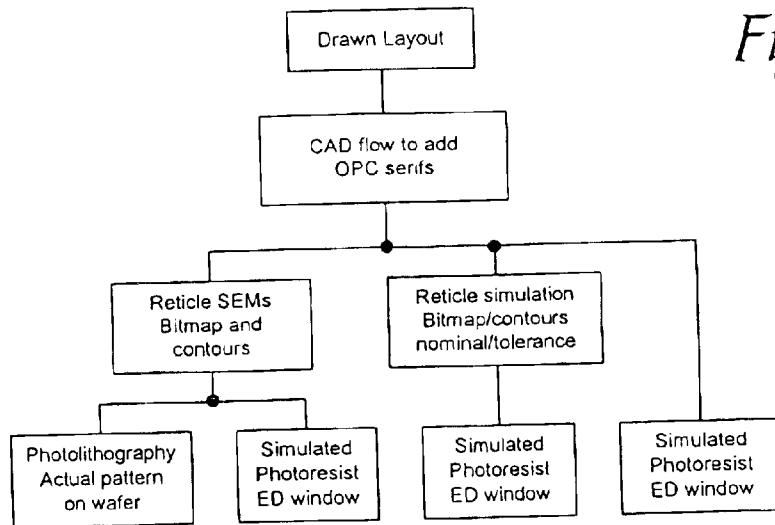 Drawn Layout
CAD flow to add
OPC serifs
Reticle SEMs
Bitmap and
contours
Reticle simulation
Bitmap/contours
nominal/tolerance
Photolithography
Actual pattern
on wafer
Simulated
Photoresist
ED window
Simulated
Photoresist
ED window
Simulated
Photoresist
ED window